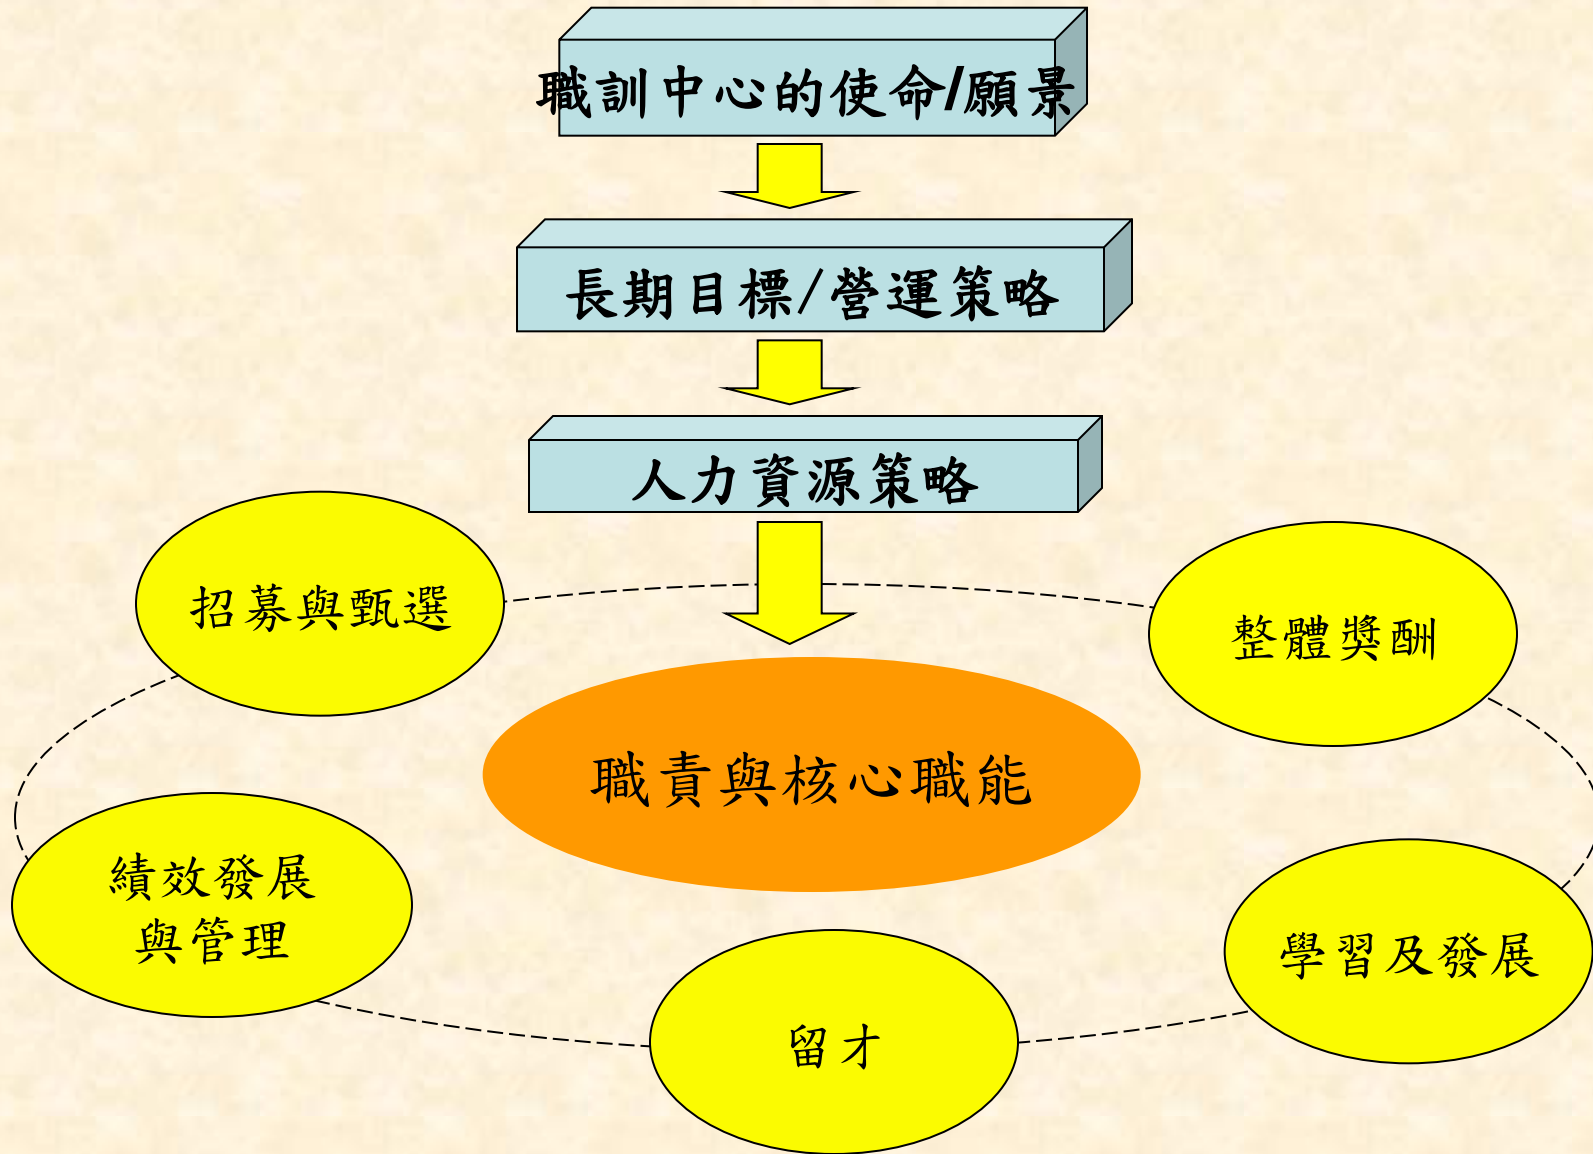 職訓中心的使命/願景
長期目標/營運策略
人力資源策略
招募與甄選
整體獎酬
職責與核心職能
績效發展
與管理
學習及發展
留才